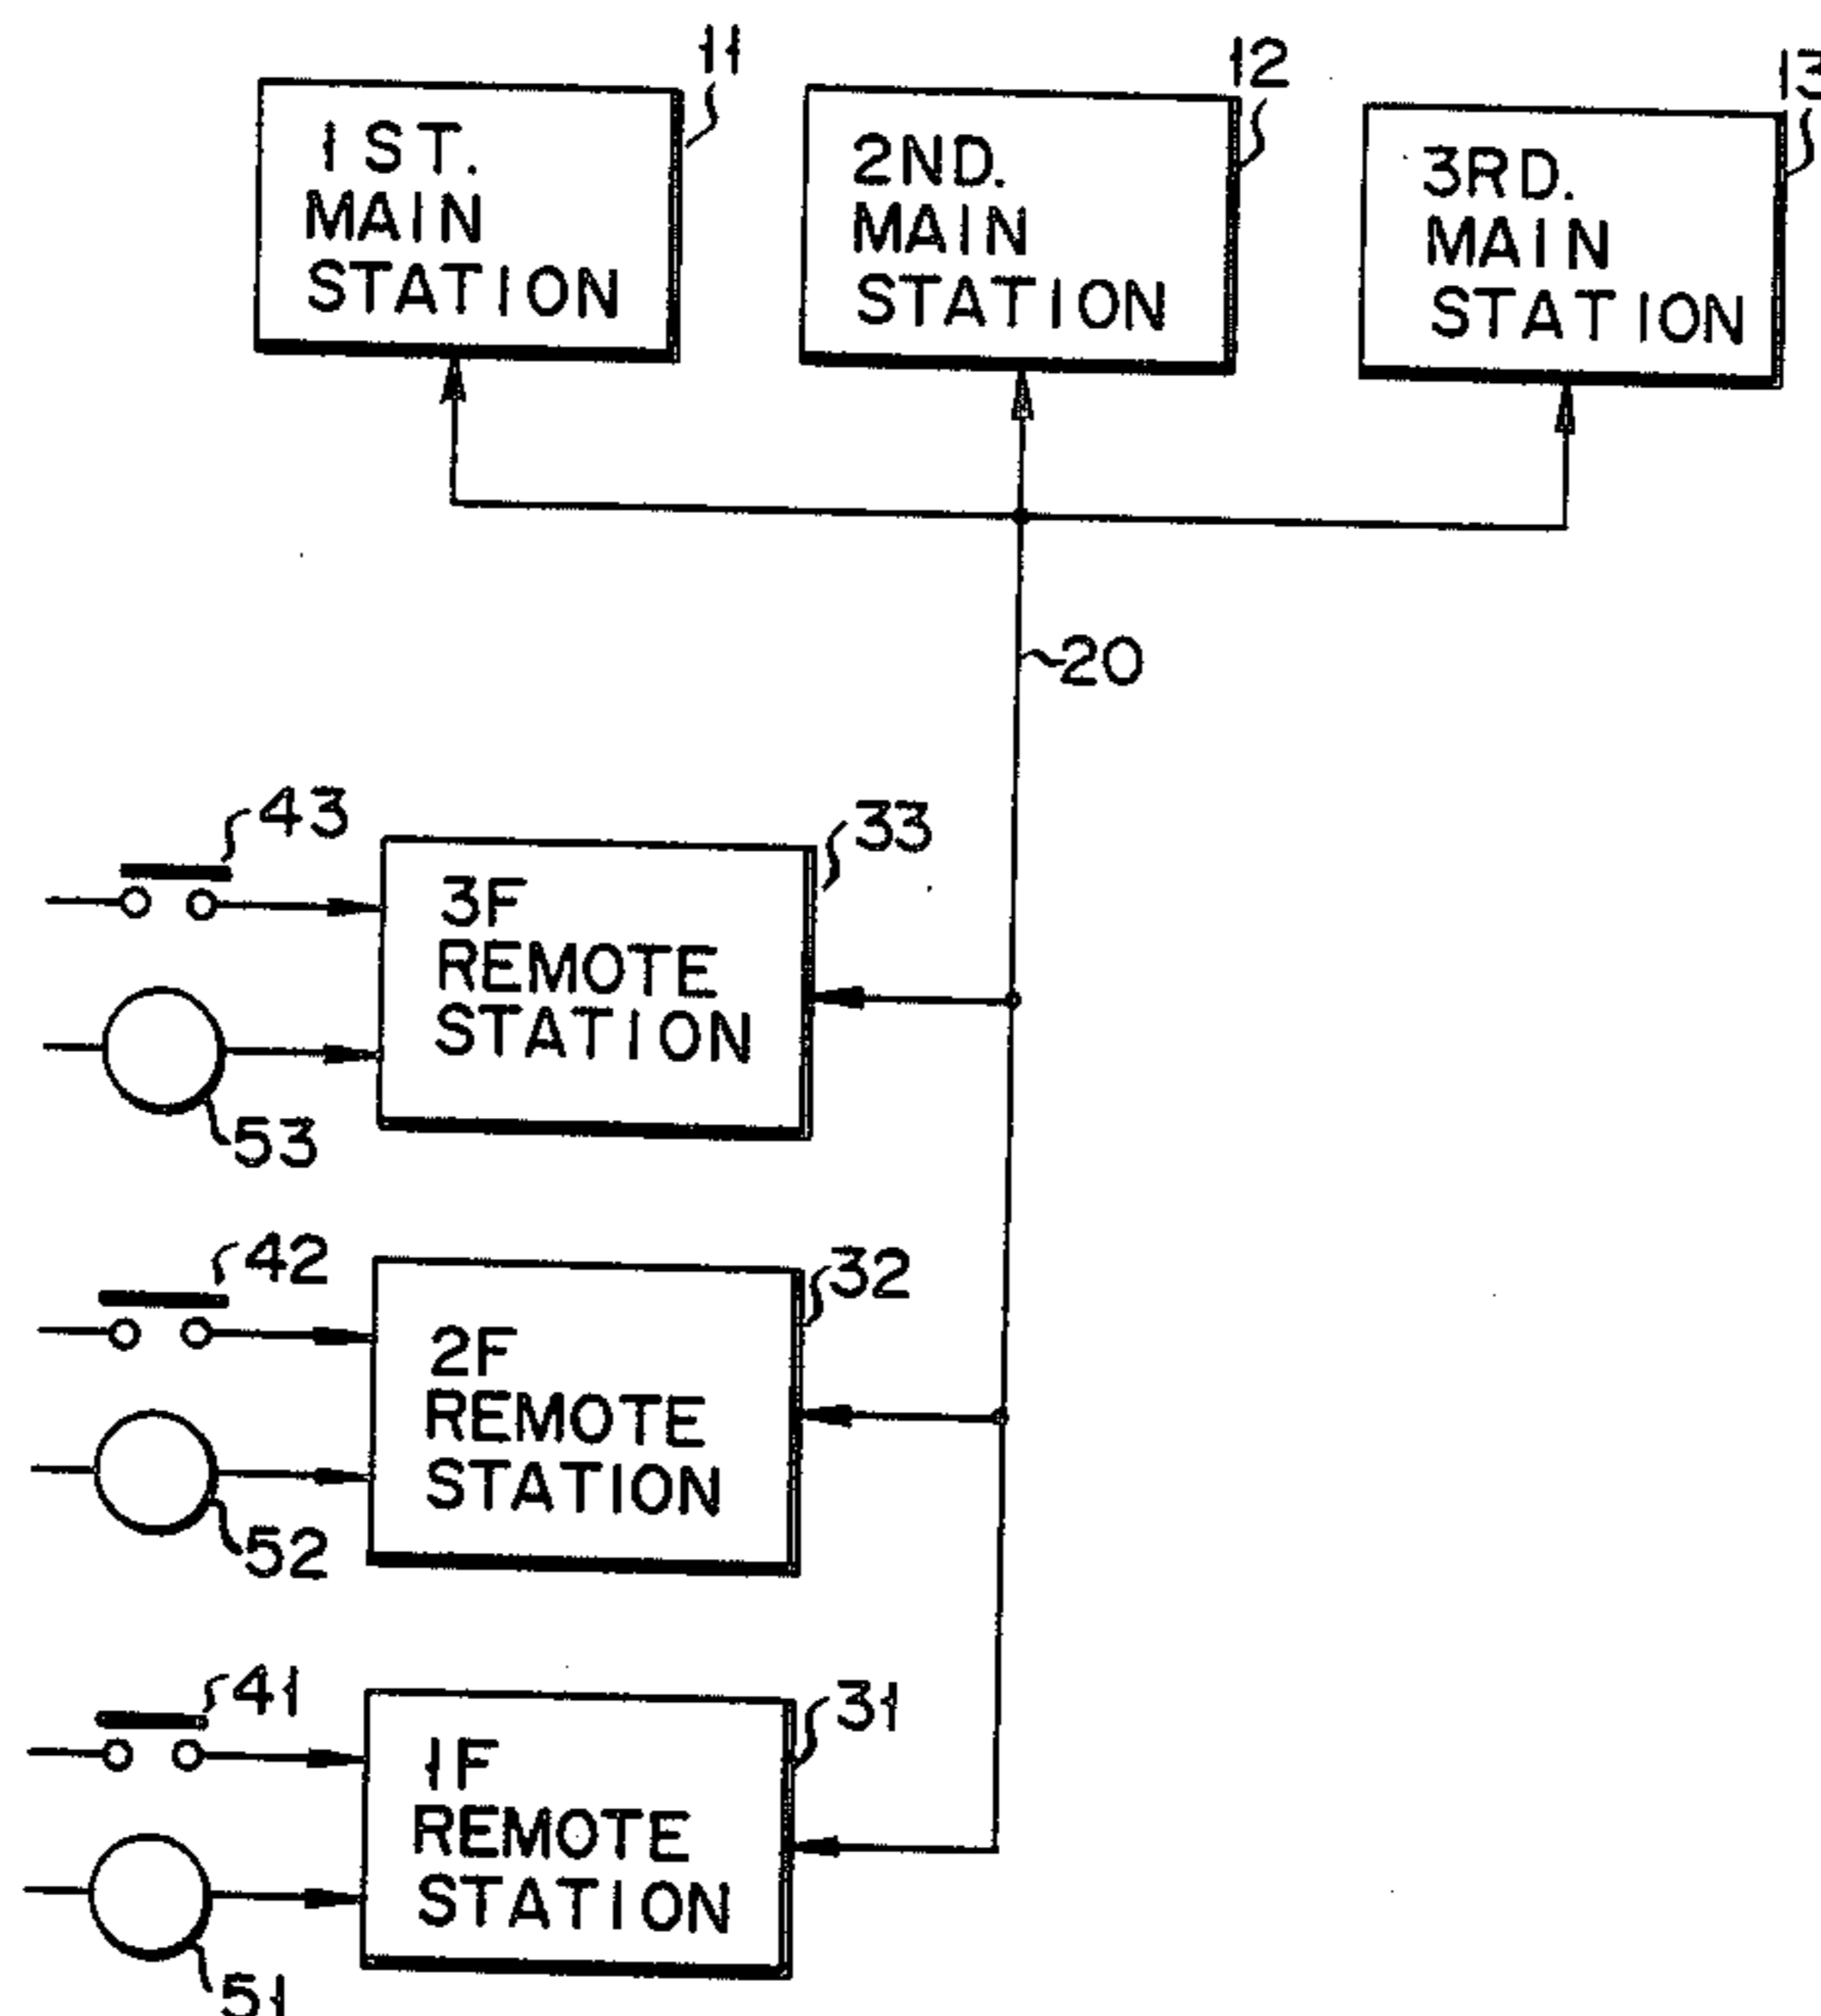 11
12
13
1ST.
MAIN
STATION
2ND.
MAIN
STATION
3RD.
MAIN
STATION
20
43
33
3F
REMOTE
STATION
53
42
32
2F
REMOTE
STATION
52
41
31
1F
REMOTE
STATION
51